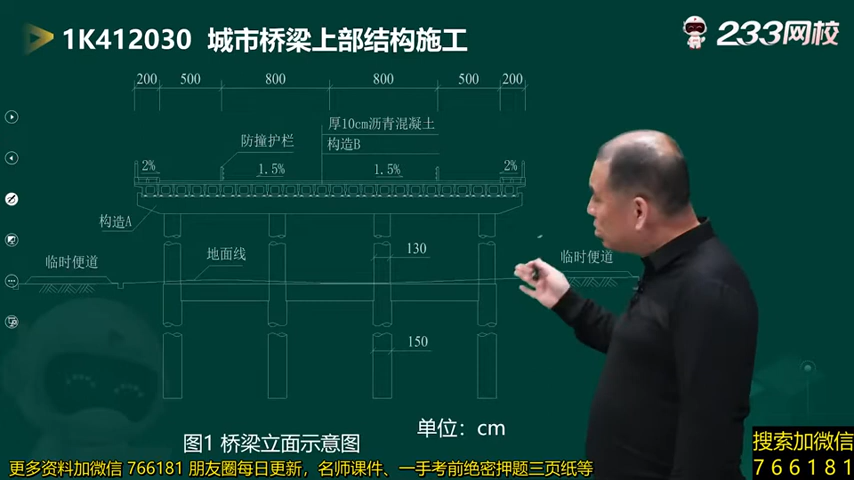 1K412030 城市桥梁上部结构施工
233网校
200 500 800 800 500 200
厚10cm沥青混凝土
防撞护栏
构造B
2% 1.5% 1.5% 2%
构造A
地面线
130
临时便道
临时便道
150
图1 桥梁立面示意图
单位：cm
搜索加微信
766181
更多资料加微信 766181 朋友圈每日更新，名师课件、一手考前绝密押题三页纸等